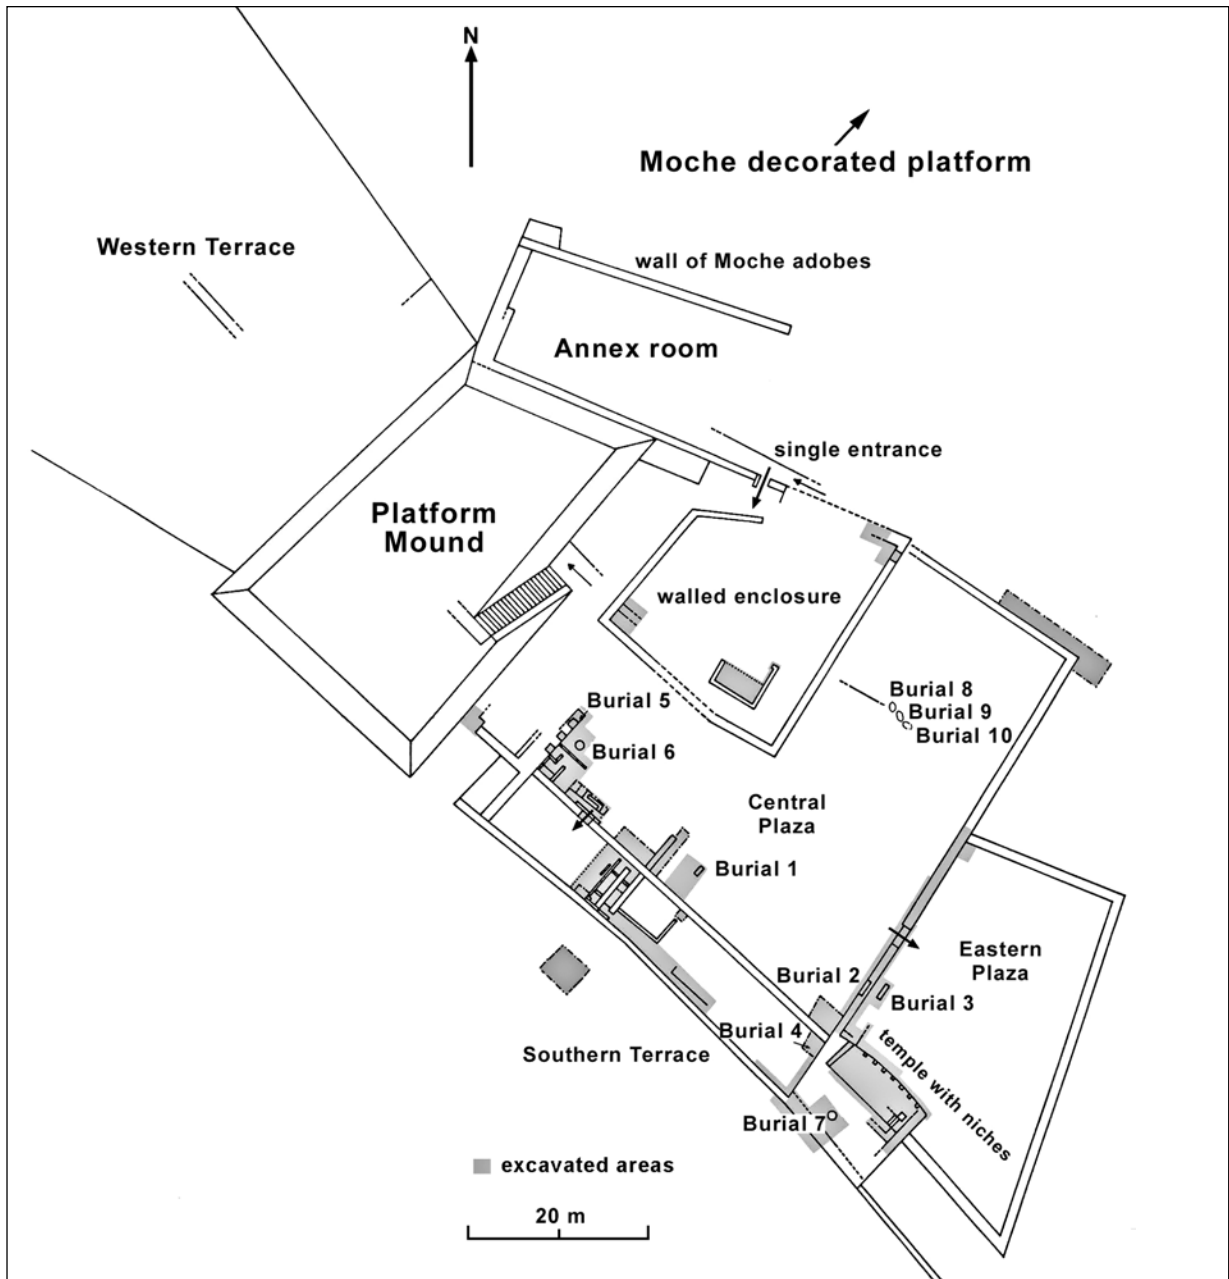 N
Moche decorated platform
Western Terrace
wall of Moche adobes
Annex room
single entrance
Platform
Mound
walled enclosure
Burial 8
Burial 5
Burial 9
Burial 10
Burial 6
Central
Plaza
Burial 1
Eastern
Plaza
Burial 2
Burial 3
Burial 4
temple with niches
Southern Terrace
Burial 7
excavated areas
20 m